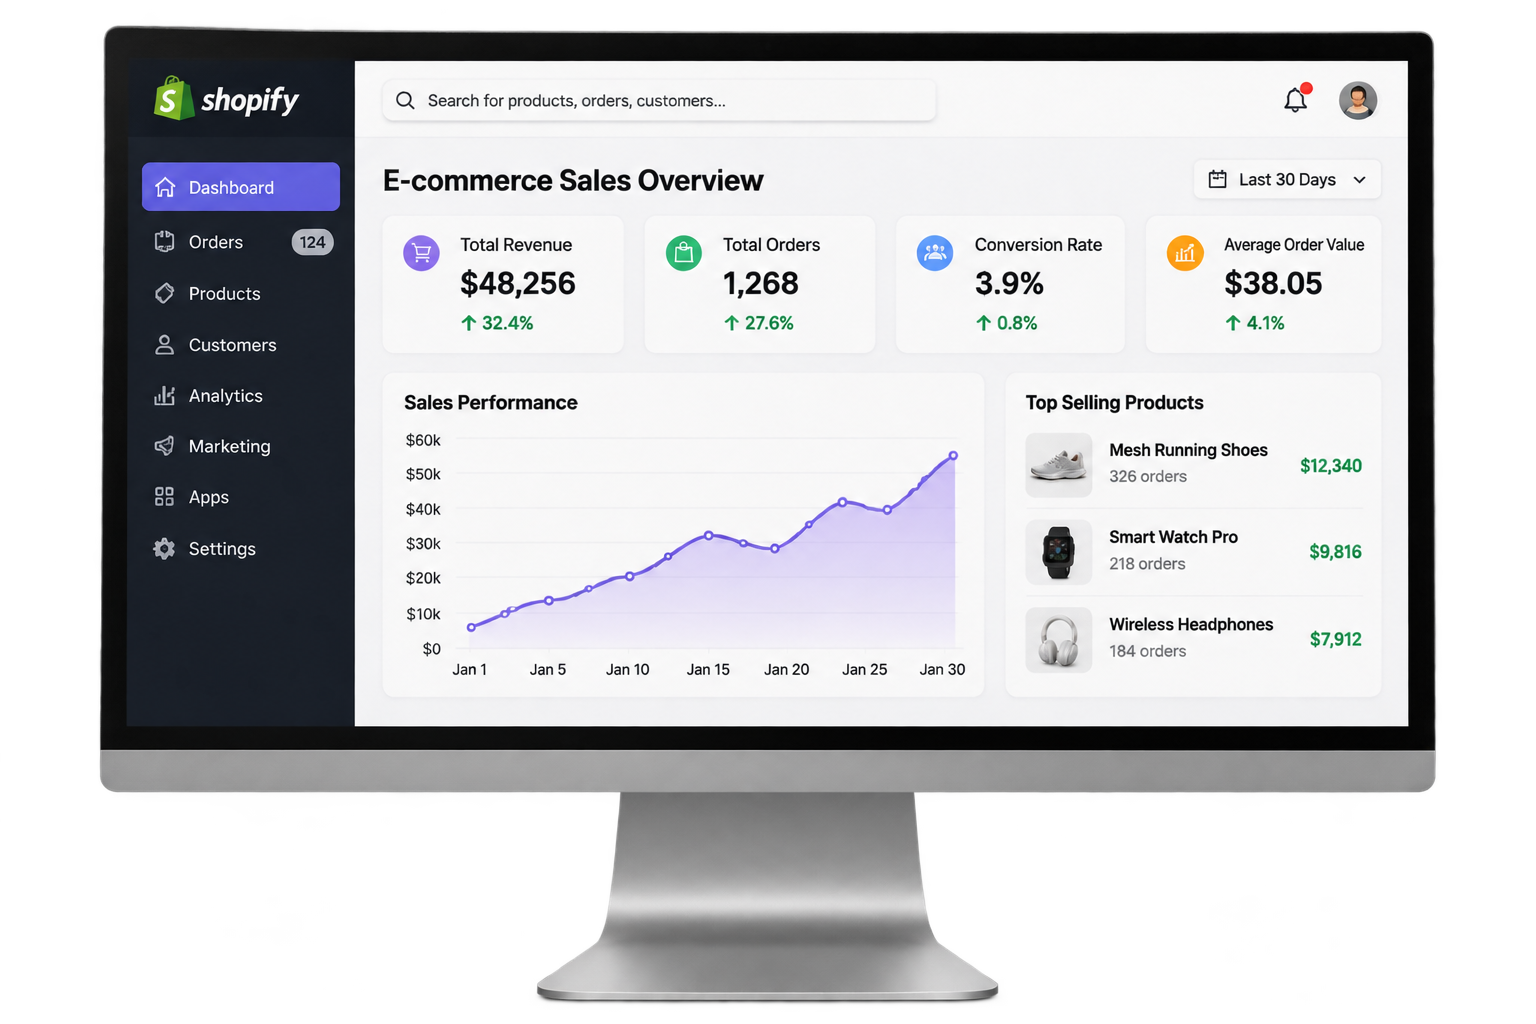 shopify
Search for products, orders, customers...
Dashboard
Orders 124
Products
Customers
Analytics
Marketing
Apps
Settings
E-commerce Sales Overview
Last 30 Days
Total Revenue
$48,256
↑ 32.4%
Total Orders
1,268
↑ 27.6%
Conversion Rate
3.9%
↑ 0.8%
Average Order Value
$38.05
↑ 4.1%
Sales Performance
$60k
$50k
$40k
$30k
$20k
$10k
$0
Jan 1 Jan 5 Jan 10 Jan 15 Jan 20 Jan 25 Jan 30
Top Selling Products
Mesh Running Shoes
326 orders
$12,340
Smart Watch Pro
218 orders
$9,816
Wireless Headphones
184 orders
$7,912